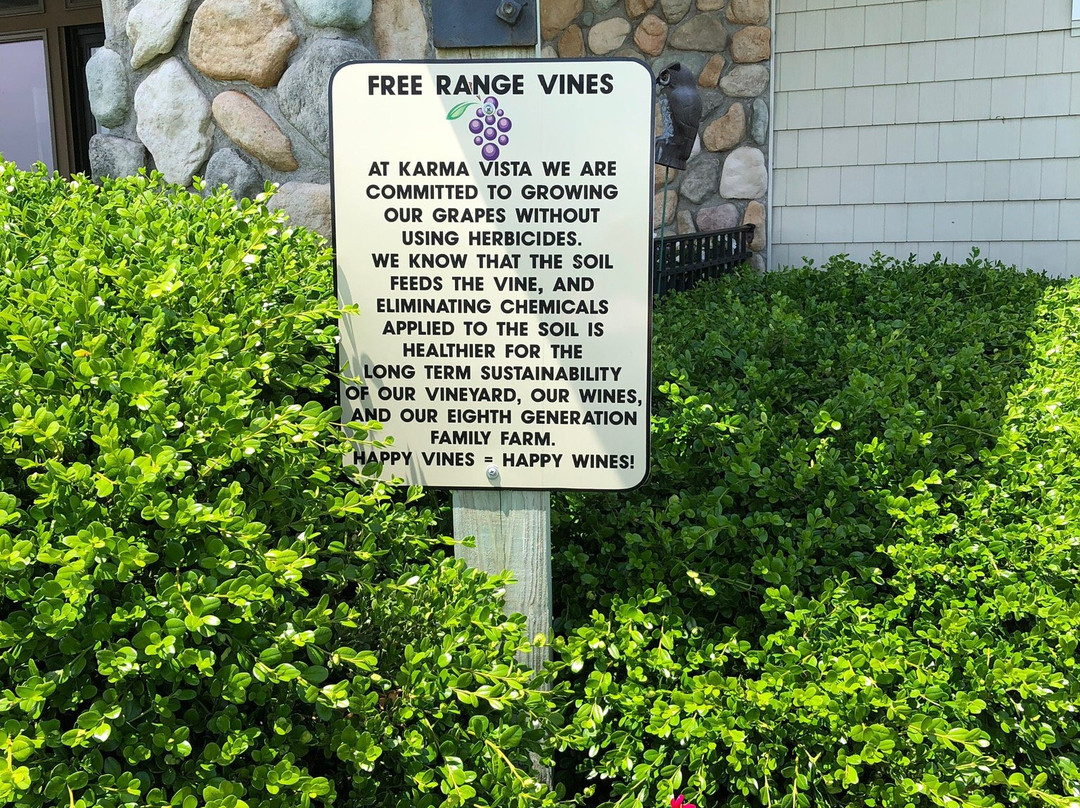 FREE RANGE VINES
AT KARMA VISTA WE ARE
COMMITTED TO GROWING
OUR GRAPES WITHOUT
USING HERBICIDES.
WE KNOW THAT THE SOIL
FEEDS THE VINE, AND
ELIMINATING CHEMICALS
APPLIED TO THE SOIL IS
HEALTHIER FOR THE
LONG TERM SUSTAINABILITY
OF OUR VINEYARD, OUR WINES,
AND OUR EIGHTH GENERATION
FAMILY FARM.
HAPPY VINES = HAPPY WINES!